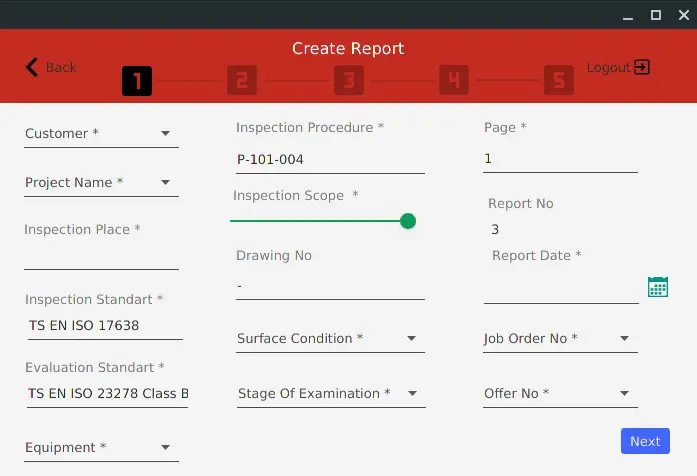 Create Report
Back
1
2
3
4
5
Logout
Customer *
Project Name *
Inspection Place *
Inspection Standart *
TS EN ISO 17638
Evaluation Standart *
TS EN ISO 23278 Class B
Equipment *
Inspection Procedure *
P-101-004
Inspection Scope *
Drawing No
-
Surface Condition *
Stage Of Examination *
Page *
1
Report No
3
Report Date *
Job Order No *
Offer No *
Next